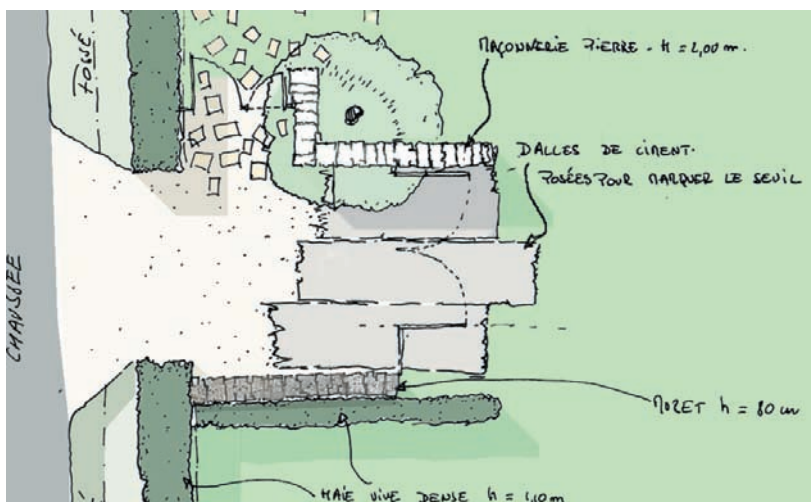 FOSSÉ
MAÇONNERIE PIERRE - H = 2,00 m.
DALLES DE CIMENT.
POSÉES POUR MARQUER LE SEUIL
CHAUSSÉE
MURET h = 80 cm
HAIE VIVE DENSE h = 1,10 m